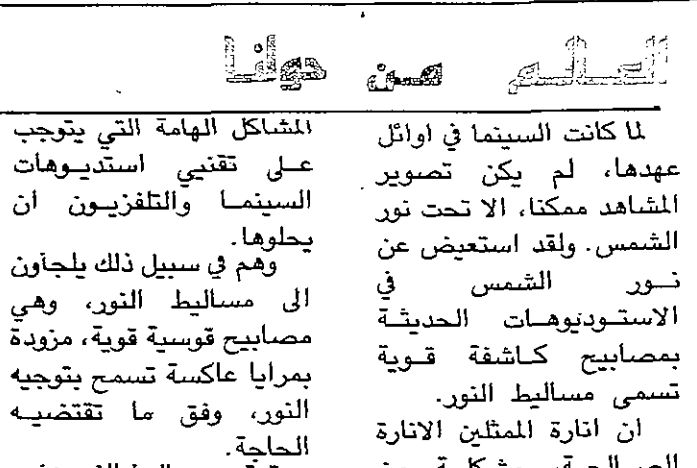 العالم من حولنا
لما كانت السينما في اوائل
عهدها، لم يكن تصوير
المشاهد ممكنا، الا تحت نور
الشمس. ولقد استعيض عن
نور الشمس في
الاستوديوهات الحديثة
بمصابيح كاشفة قوية
تسمى مساليط النور.
ان انارة الممثلين الانارة
المشاكل الهامة التي يتوجب
على تقنيي استديوهات
السينما والتلفزيون ان
يحلوها.
وهم في سبيل ذلك يلجاون
الى مساليط النور، وهي
مصابيح قوسية قوية، مزودة
بمرايا عاكسة تسمح بتوجيه
النور، وفق ما تقتضيه
الحاجة.